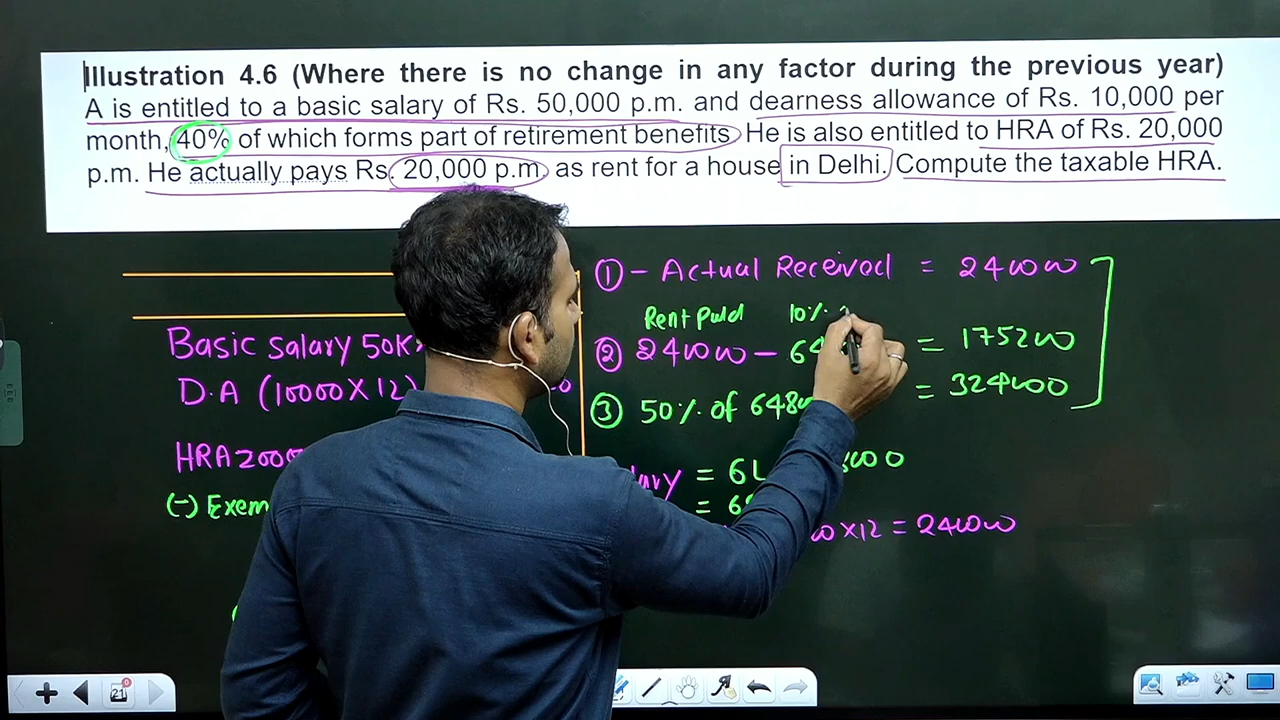 Illustration 4.6 (Where there is no change in any factor during the previous year)
A is entitled to a basic salary of Rs. 50,000 p.m. and dearness allowance of Rs. 10,000 per
month, 40% of which forms part of retirement benefits He is also entitled to HRA of Rs. 20,000
p.m. He actually pays Rs. 20,000 p.m. as rent for a house in Delhi. Compute the taxable HRA.
① - Actual Received = 240000
Rent paid 10%
② 240000 - 64 = 175200
③ 50% of 648 = 324000
Basic Salary 50K
D.A (10000 X 12)
HRA 2000
(-) Exem
= 6
= 6
X12 = 240000
21